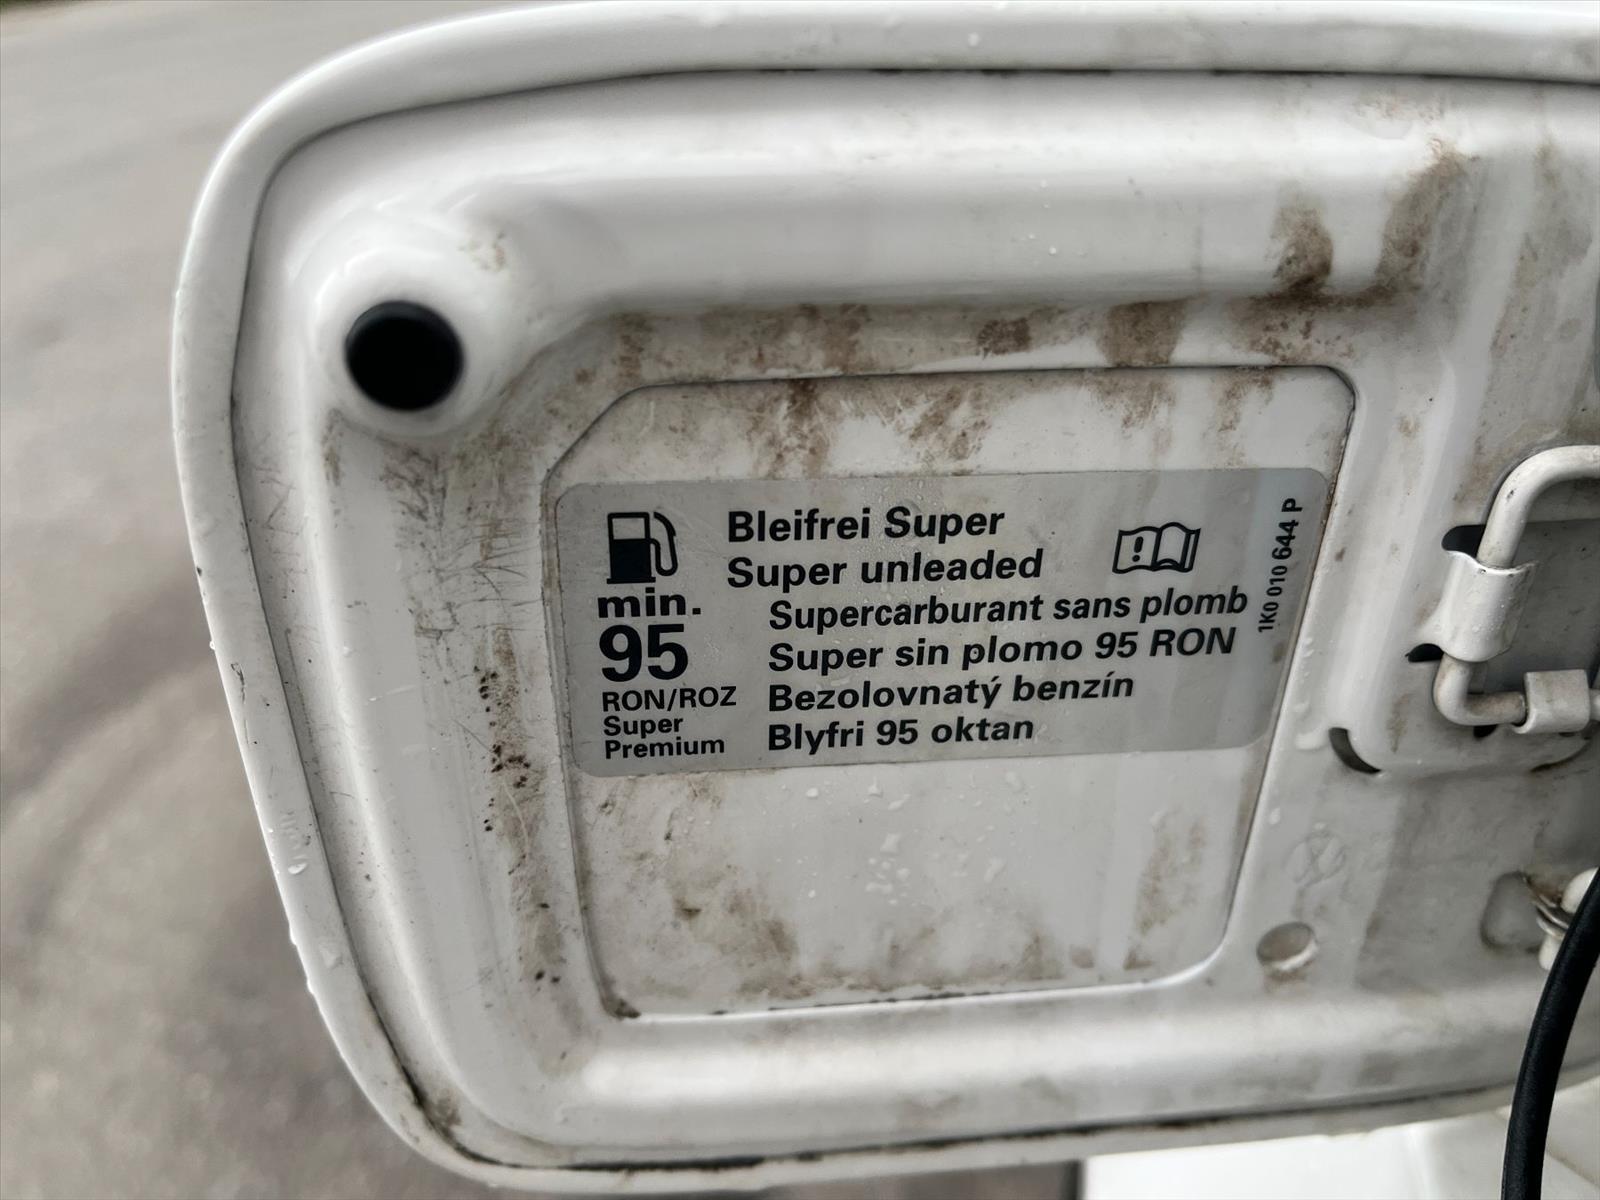 Bleifrei Super
Super unleaded
Supercarburant sans plomb
Super sin plomo 95 RON
Bezolovnatý benzín
Blyfri 95 oktan
min.
95
RON/ROZ
Super
Premium
!
1K0 010 644 P